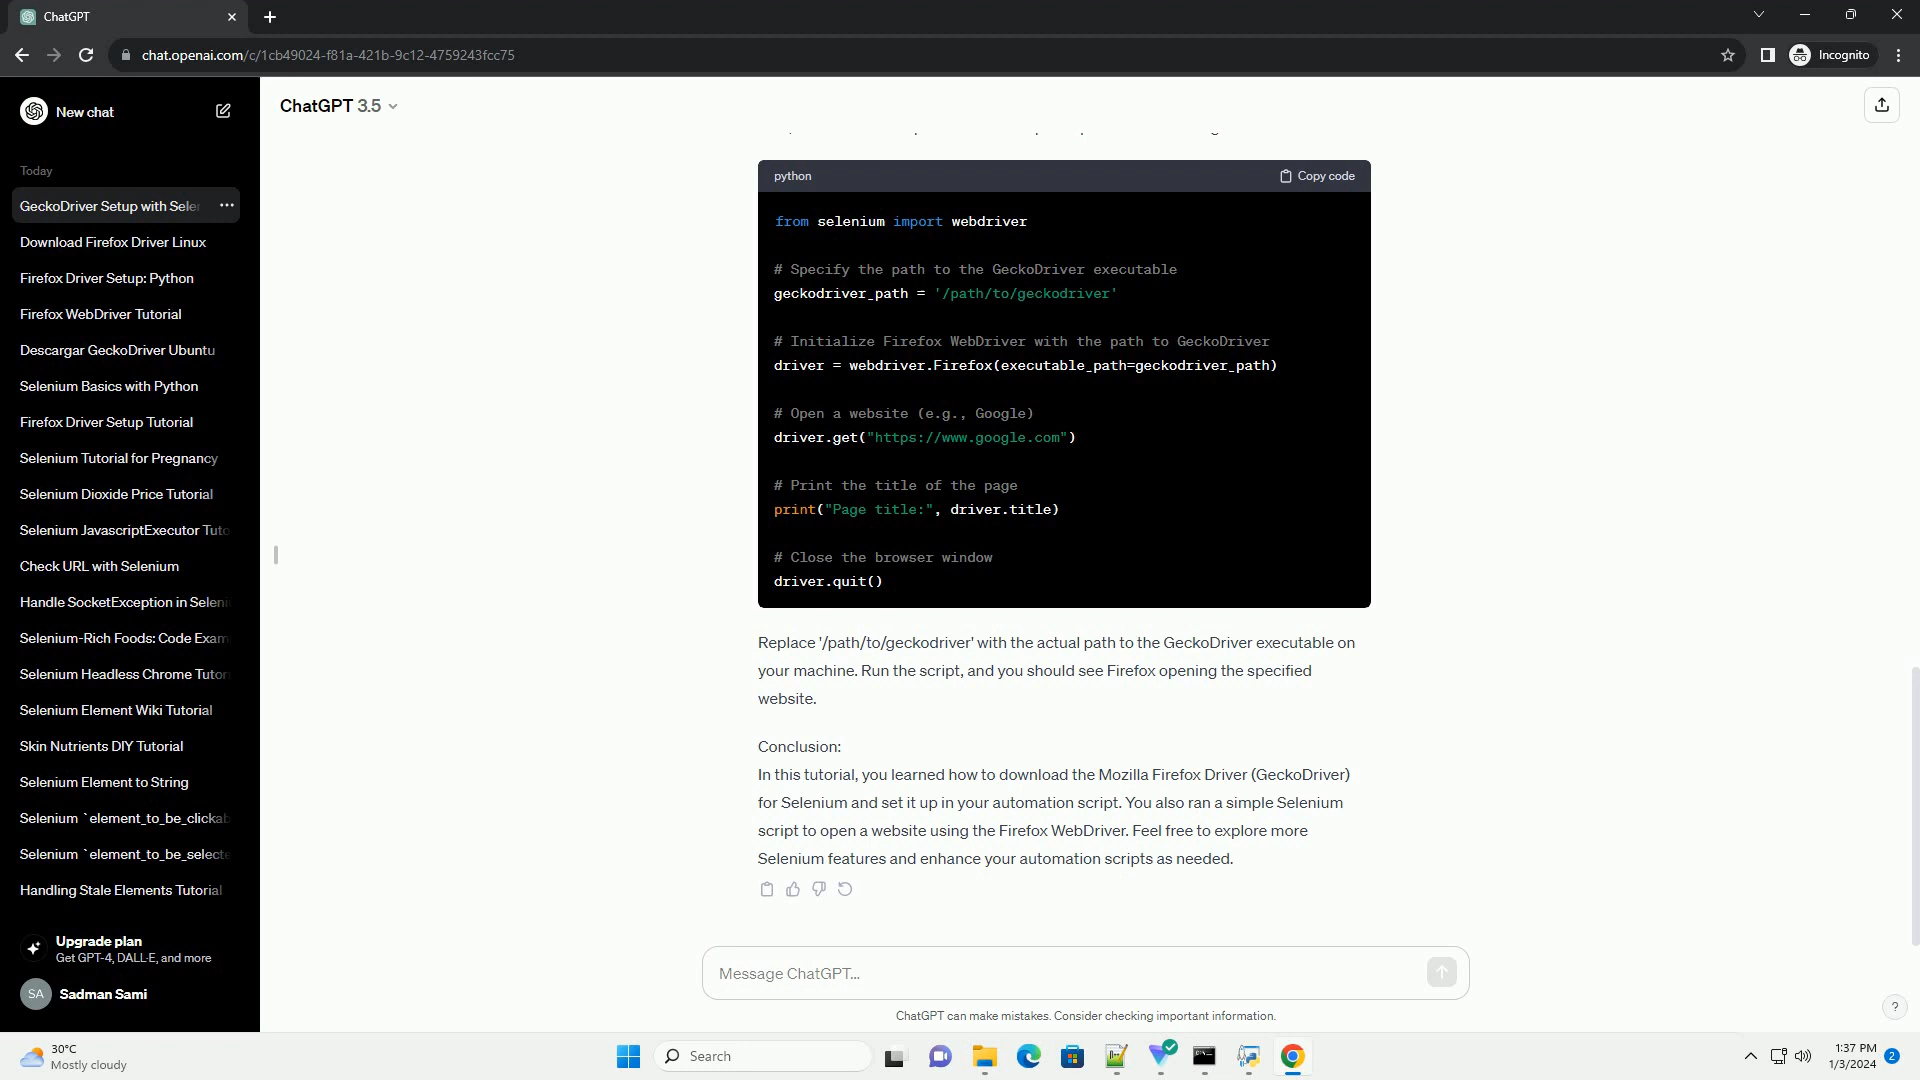 ChatGPT
chat.openai.com/c/1cb49024-f81a-421b-9c12-4759243fcc75
Incognito
New chat
Today
GeckoDriver Setup with Sele
Download Firefox Driver Linux
Firefox Driver Setup: Python
Firefox WebDriver Tutorial
Descargar GeckoDriver Ubuntu
Selenium Basics with Python
Firefox Driver Setup Tutorial
Selenium Tutorial for Pregnancy
Selenium Dioxide Price Tutorial
Selenium JavascriptExecutor Tuto
Check URL with Selenium
Handle SocketException in Seleni
Selenium-Rich Foods: Code Exam
Selenium Headless Chrome Tutor
Selenium Element Wiki Tutorial
Skin Nutrients DIY Tutorial
Selenium Element to String
Selenium `element_to_be_clickab
Selenium `element_to_be_selecte
Handling Stale Elements Tutorial
Upgrade plan
Get GPT-4, DALL·E, and more
SA
Sadman Sami
ChatGPT 3.5
python
Copy code
from selenium import webdriver
# Specify the path to the GeckoDriver executable
geckodriver_path = '/path/to/geckodriver'
# Initialize Firefox WebDriver with the path to GeckoDriver
driver = webdriver.Firefox(executable_path=geckodriver_path)
# Open a website (e.g., Google)
driver.get("https://www.google.com")
# Print the title of the page
print("Page title:", driver.title)
# Close the browser window
driver.quit()
Replace '/path/to/geckodriver' with the actual path to the GeckoDriver executable on
your machine. Run the script, and you should see Firefox opening the specified
website.
Conclusion:
In this tutorial, you learned how to download the Mozilla Firefox Driver (GeckoDriver)
for Selenium and set it up in your automation script. You also ran a simple Selenium
script to open a website using the Firefox WebDriver. Feel free to explore more
Selenium features and enhance your automation scripts as needed.
Message ChatGPT...
ChatGPT can make mistakes. Consider checking important information.
?
30°C
Mostly cloudy
Search
1:37 PM
1/3/2024
2